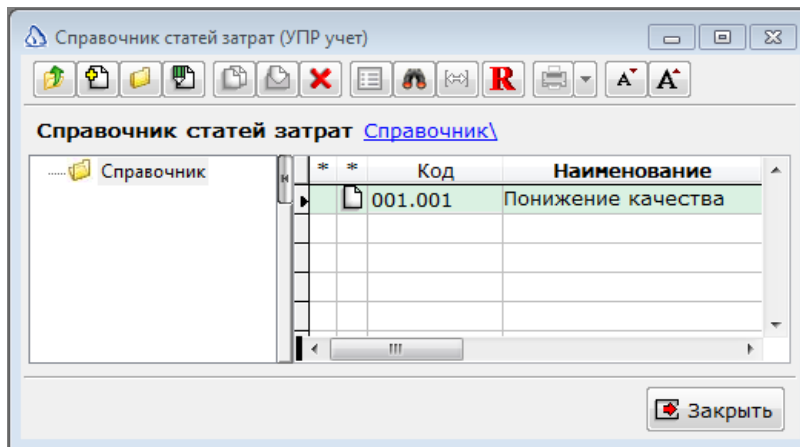 Справочник статей затрат (УПР учет)
R A A
Справочник статей затрат Справочник\
Справочник
* * Код Наименование
001.001 Понижение качества
Закрыть